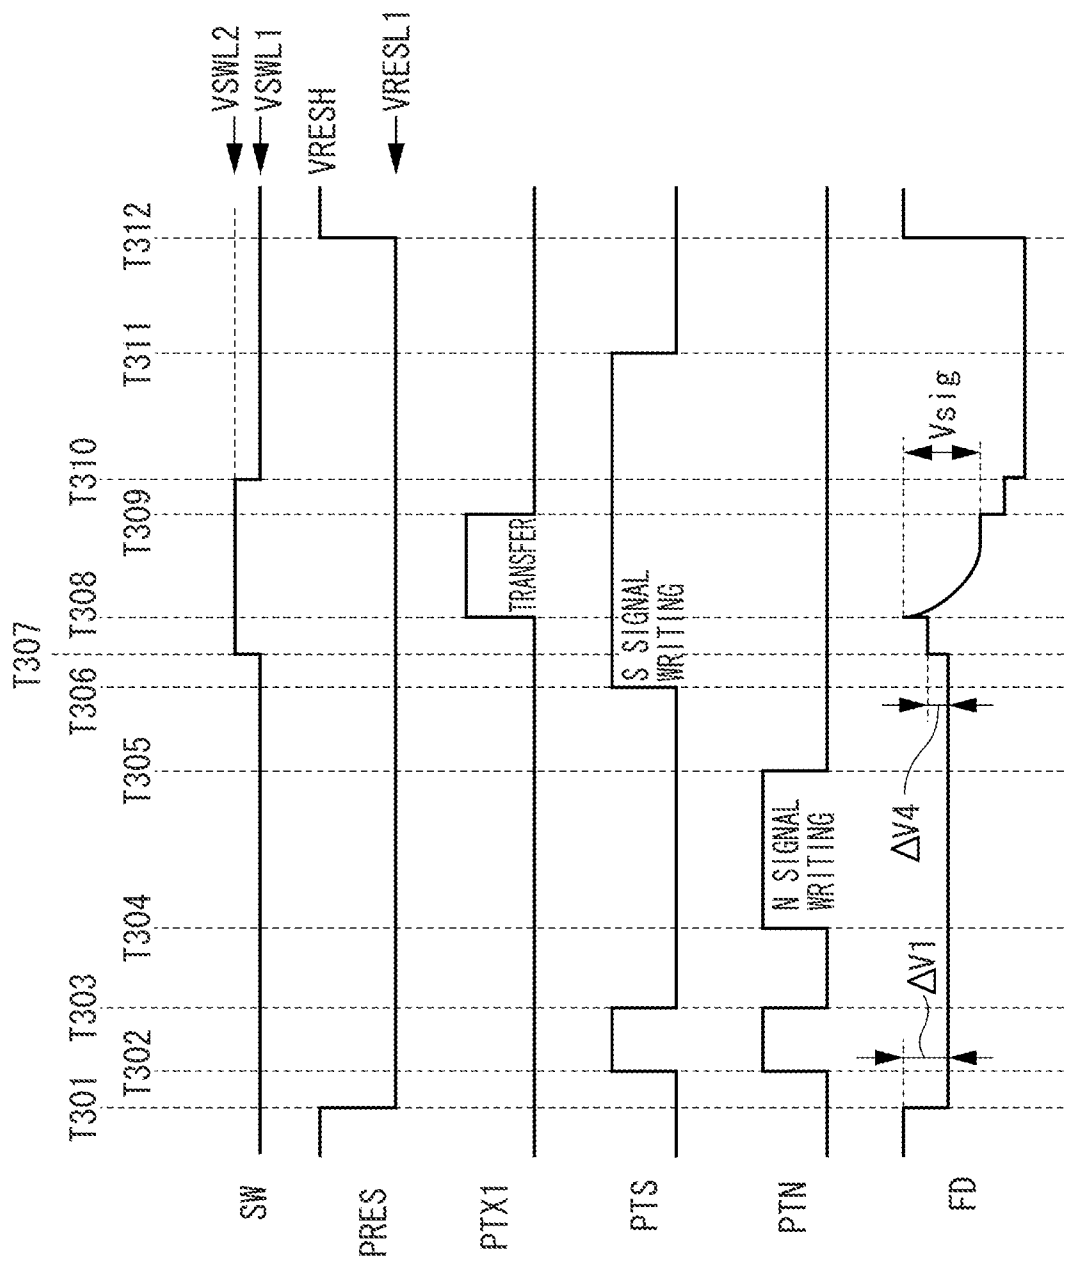 T307
T301
T303
T306
T308
T310
T302
T304
T305
T309
T311
T312
SW
VSWL2
VSWL1
PRES
VRESH
VRESL1
PTX1
TRANSFER
PTS
S SIGNAL
WRITING
PTN
N SIGNAL
WRITING
FD
ΔV1
ΔV4
Vsig